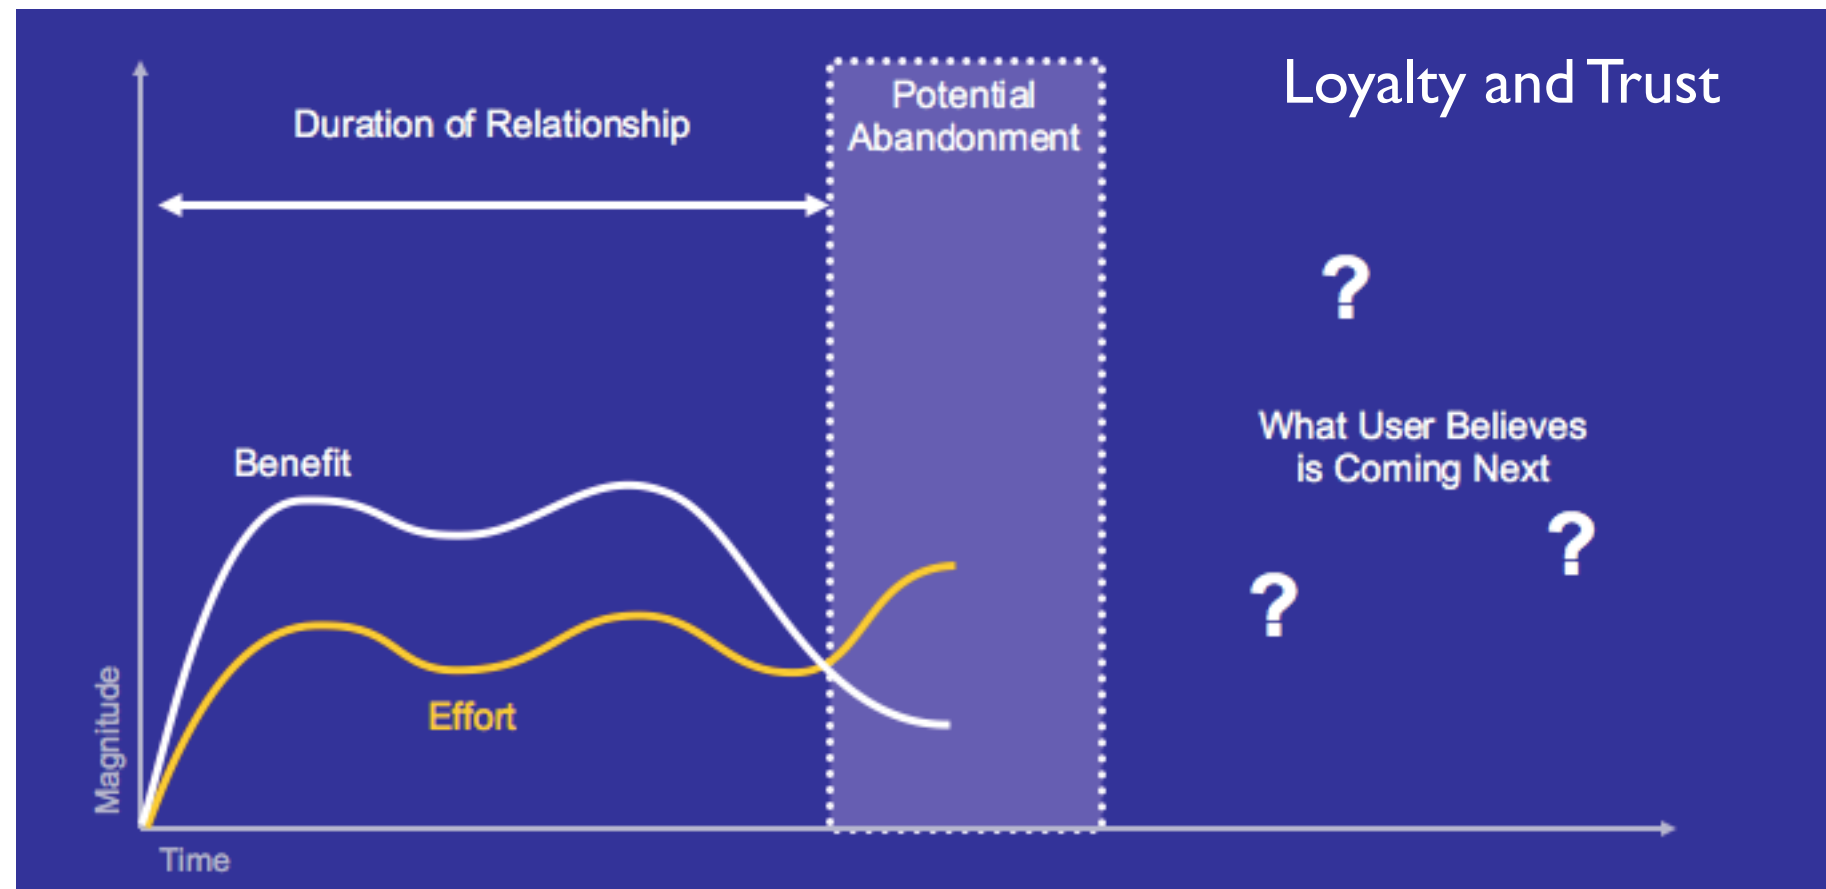 Loyalty and Trust
Potential
Abandonment
Duration of Relationship
?
What User Believes
is Coming Next
Benefit
?
?
Effort
Magnitude
Time